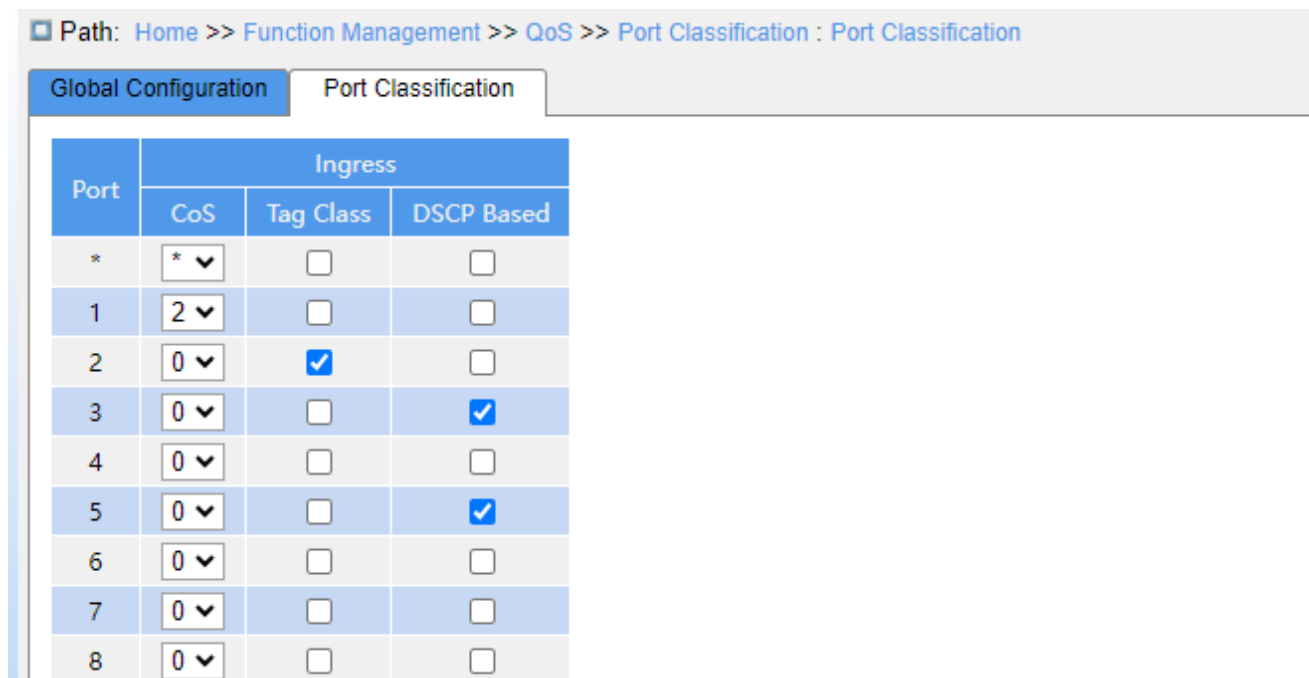 Path: Home >> Function Management >> QoS >> Port Classification : Port Classification
Global Configuration Port Classification
Port Ingress
CoS Tag Class DSCP Based
* *
1 2
2 0
3 0
4 0
5 0
6 0
7 0
8 0